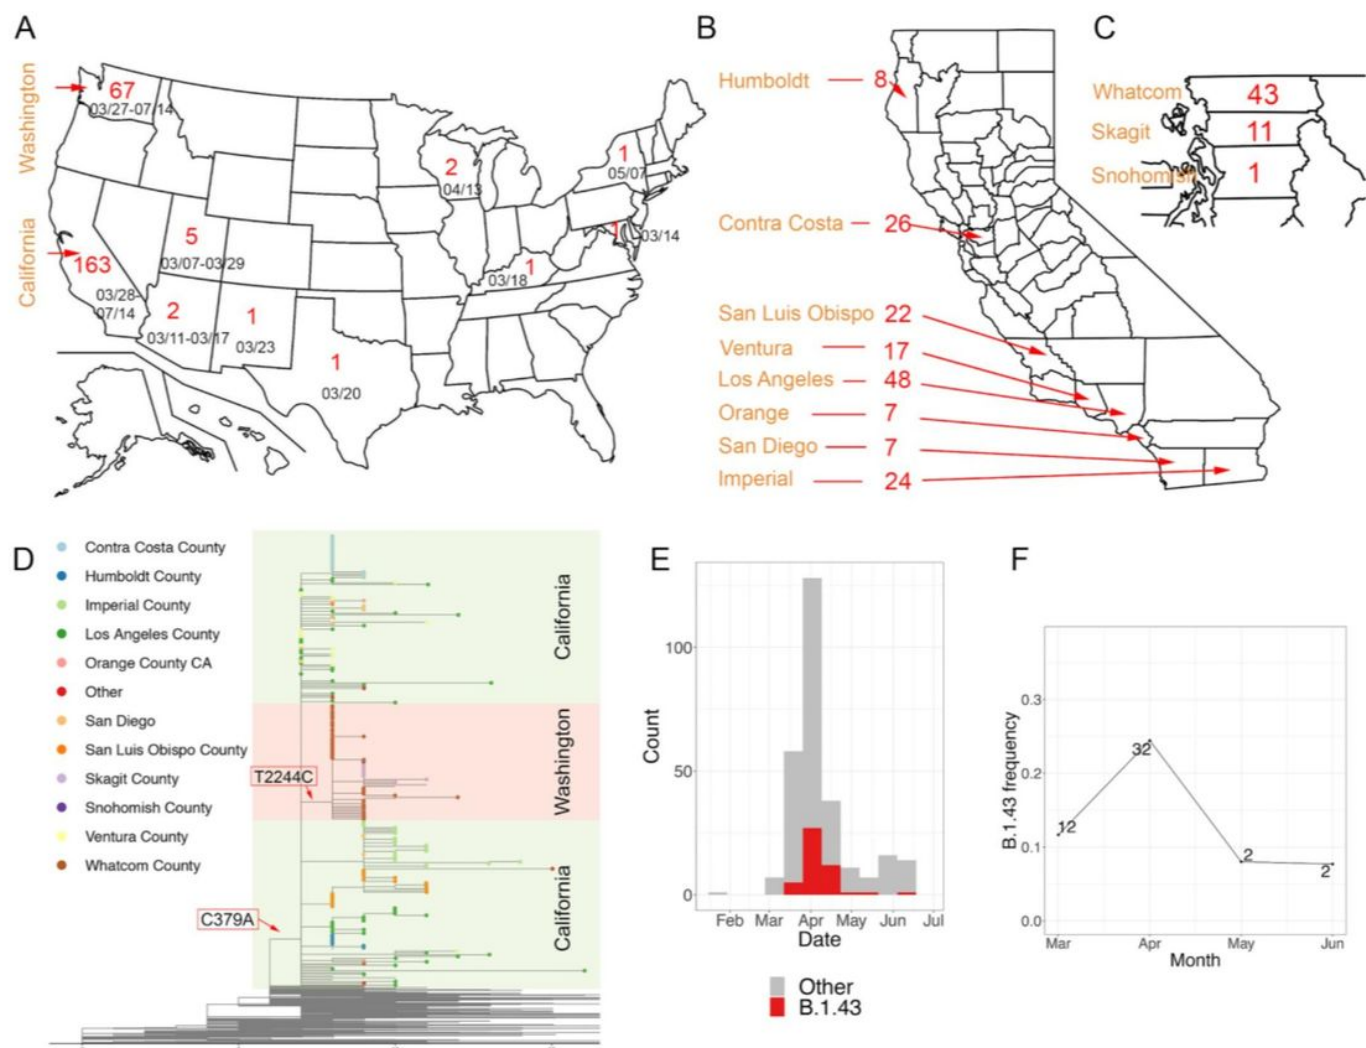 A
Washington
California
67
03/27-07/14
163
03/28-
07/14
5
03/07-03/29
2
03/11-03/17
1
03/23
1
03/20
2
04/13
1
03/18
1
05/07
1
03/14
B
Humboldt
8
Contra Costa
26
San Luis Obispo
22
Ventura
17
Los Angeles
48
Orange
7
San Diego
7
Imperial
24
C
Whatcom
43
Skagit
11
Snohomish
1
D
Contra Costa County
Humboldt County
Imperial County
Los Angeles County
Orange County CA
Other
San Diego
San Luis Obispo County
Skagit County
Snohomish County
Ventura County
Whatcom County
T2244C
C379A
California
Washington
California
E
Count
100
50
0
Feb Mar Apr May Jun Jul
Date
Other
B.1.43
F
B.1.43 frequency
0.3
0.2
0.1
0.0
12
32
2
2
Mar Apr May Jun
Month